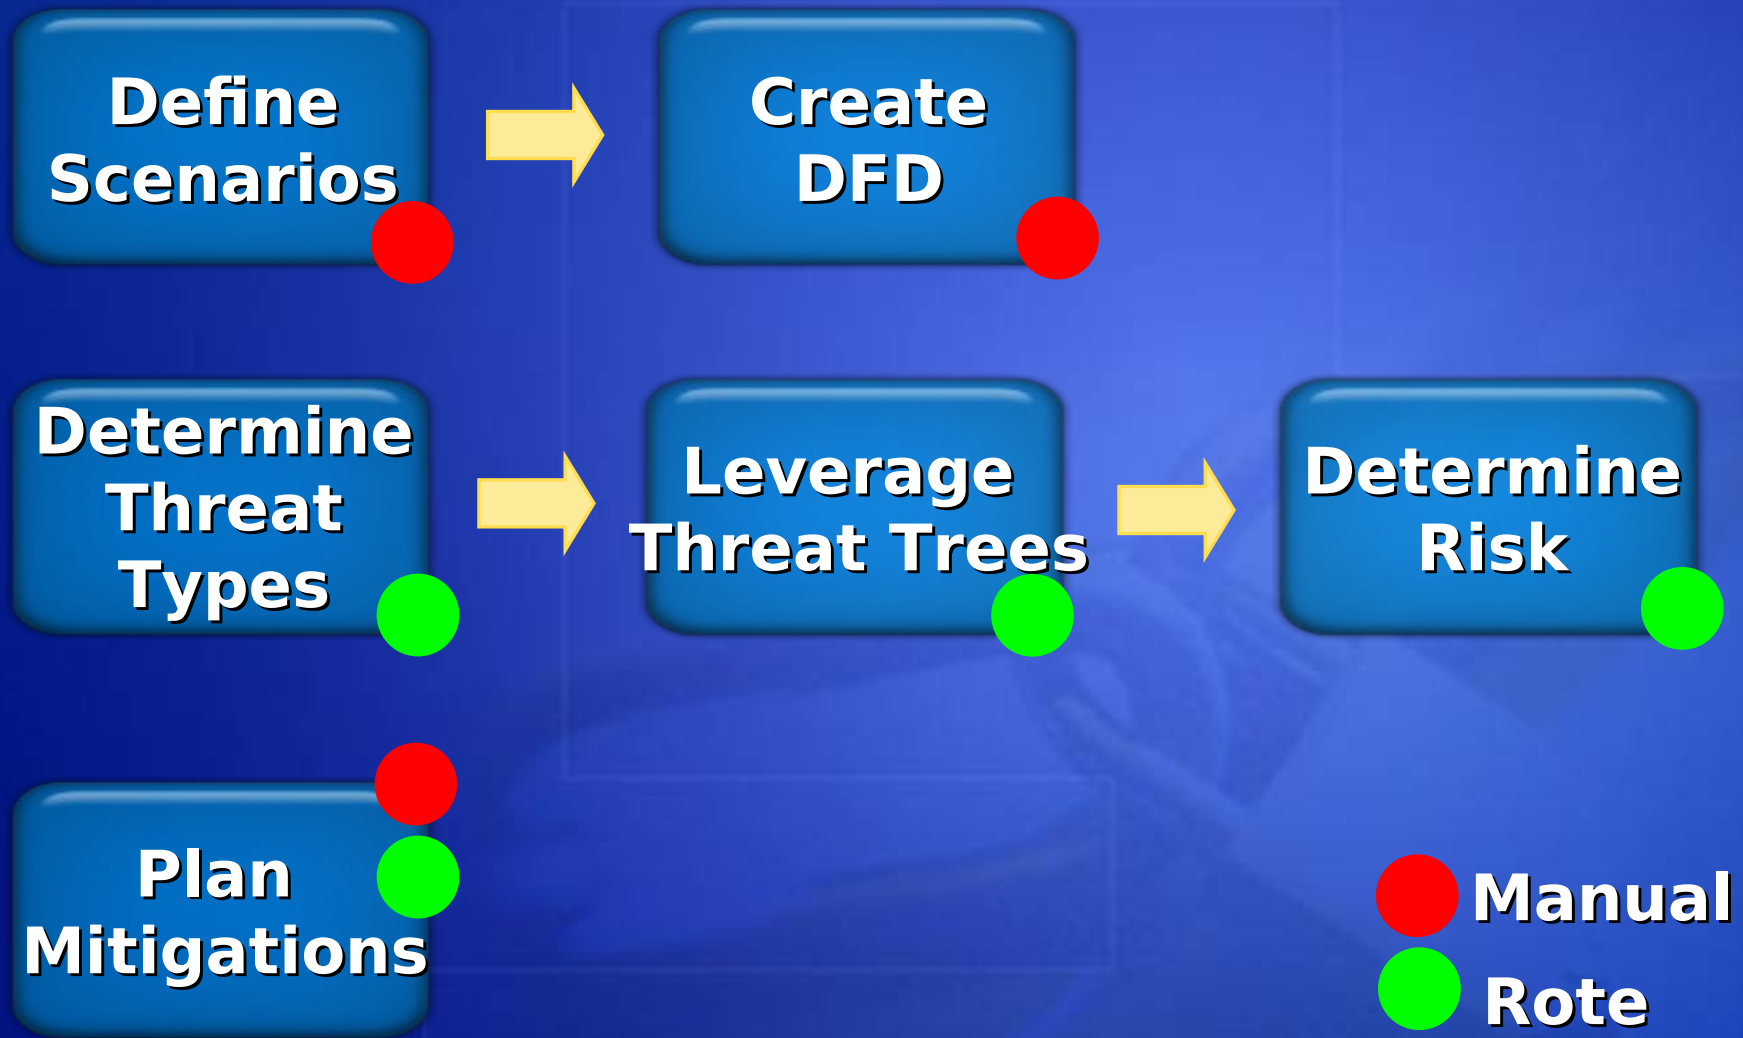 Define
Scenarios
Create
DFD
Determine
Threat
Types
Leverage
Threat Trees
Determine
Risk
Plan
Mitigations
Manual
Rote